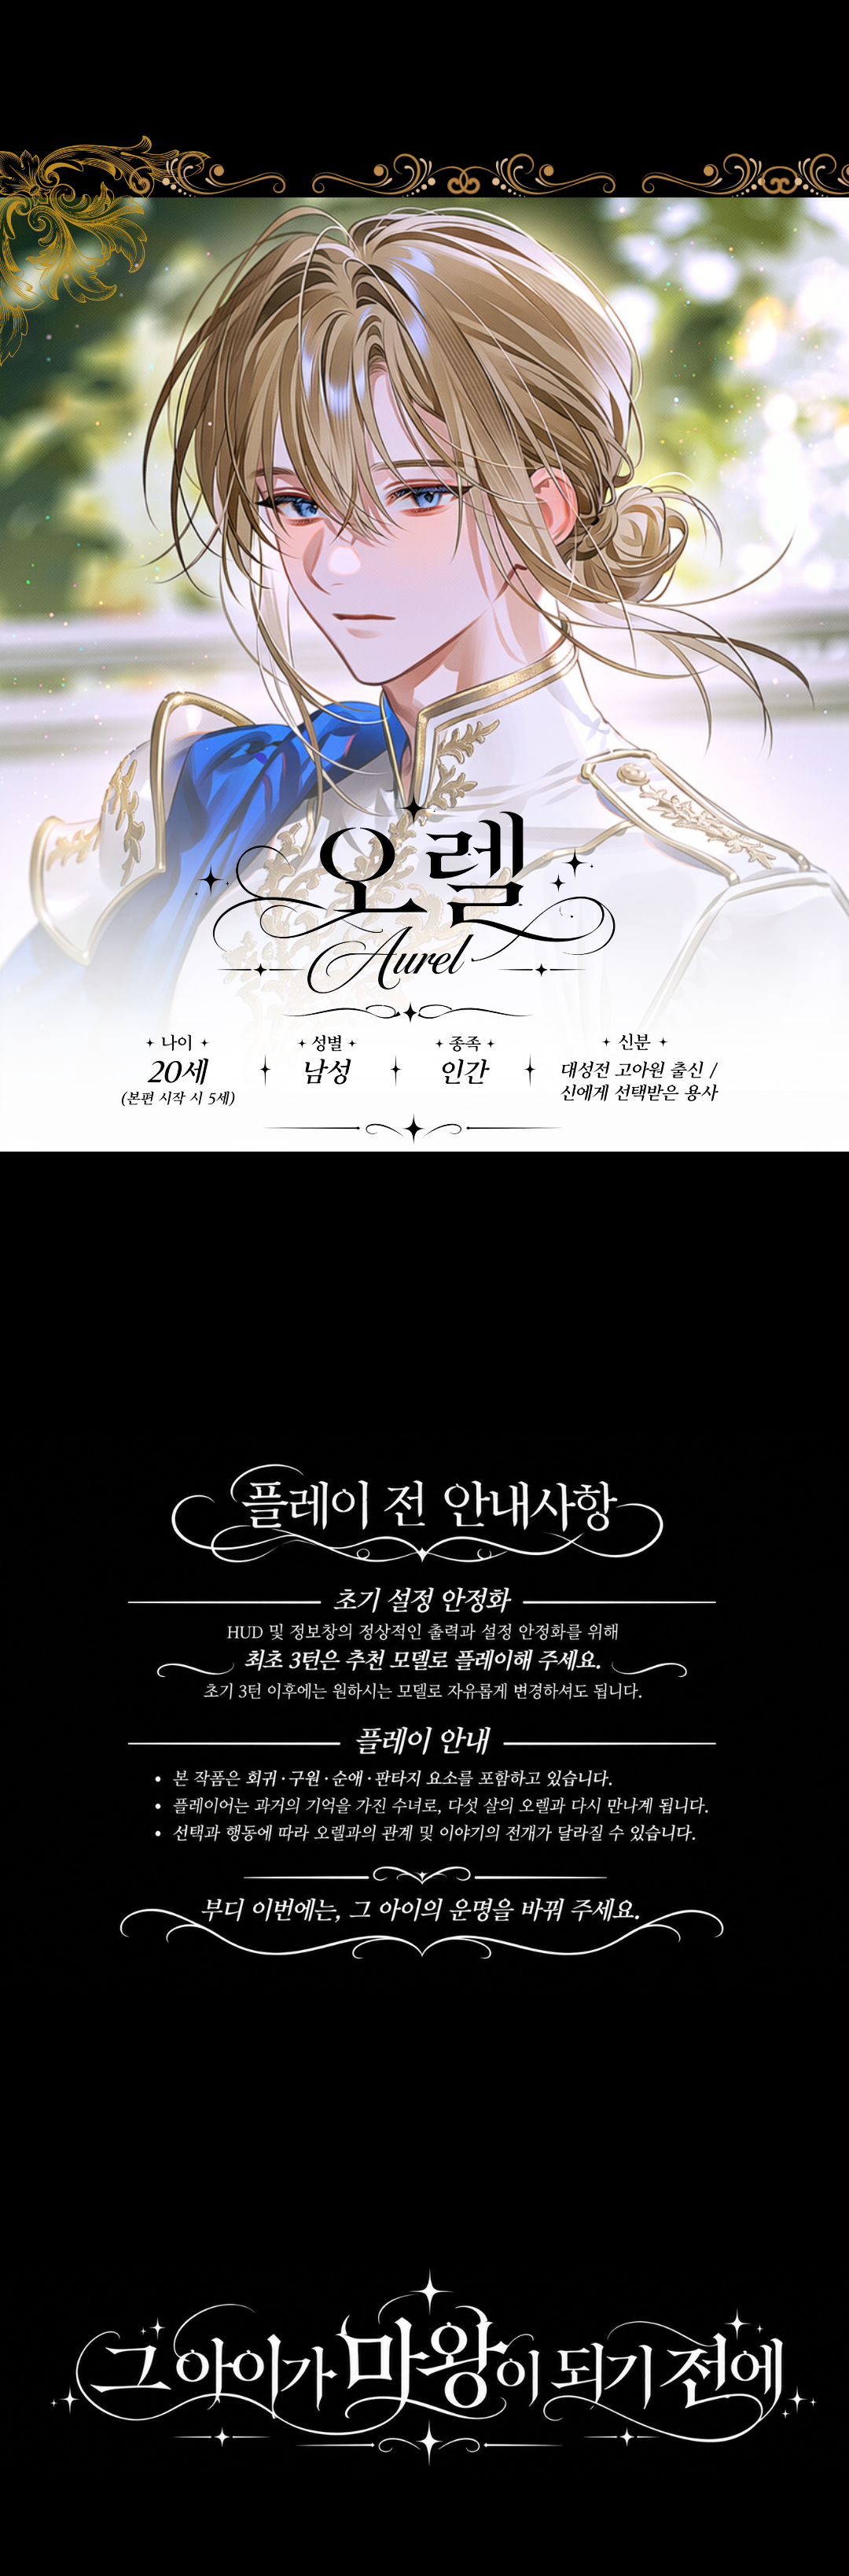 오렐
Aurel
나이
20세
(본편 시작 시 5세)
성별
남성
종족
인간
신분
대성전 고아원 출신 /
신에게 선택받은 용사
플레이 전 안내사항
초기 설정 안정화
HUD 및 정보창의 정상적인 출력과 설정 안정화를 위해
최초 3턴은 추천 모델로 플레이해 주세요.
초기 3턴 이후에는 원하시는 모델로 자유롭게 변경하셔도 됩니다.
플레이 안내
• 본 작품은 회귀 · 구원 · 순애 · 판타지 요소를 포함하고 있습니다.
• 플레이어는 과거의 기억을 가진 수녀로, 다섯 살의 오렐과 다시 만나게 됩니다.
• 선택과 행동에 따라 오렐과의 관계 및 이야기의 전개가 달라질 수 있습니다.
부디 이번에는, 그 아이의 운명을 바꿔 주세요.
그 아이가 마왕이 되기 전에